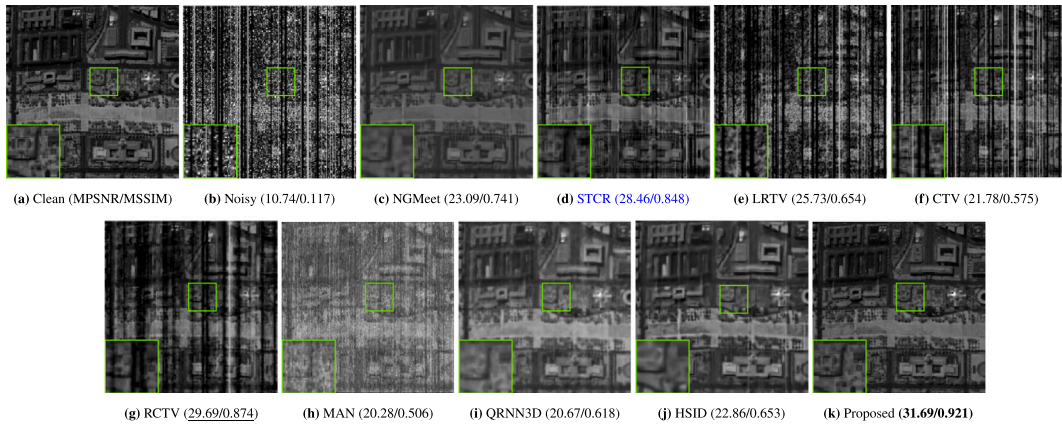 (a) Clean (MPSNR/MSSIM) (b) Noisy (10.74/0.117) (c) NGMeet (23.09/0.741) (d) STCR (28.46/0.848) (e) LRTV (25.73/0.654) (f) CTV (21.78/0.575)
(g) RCTV (29.69/0.874) (h) MAN (20.28/0.506) (i) QRNN3D (20.67/0.618) (j) HSID (22.86/0.653) (k) Proposed (31.69/0.921)